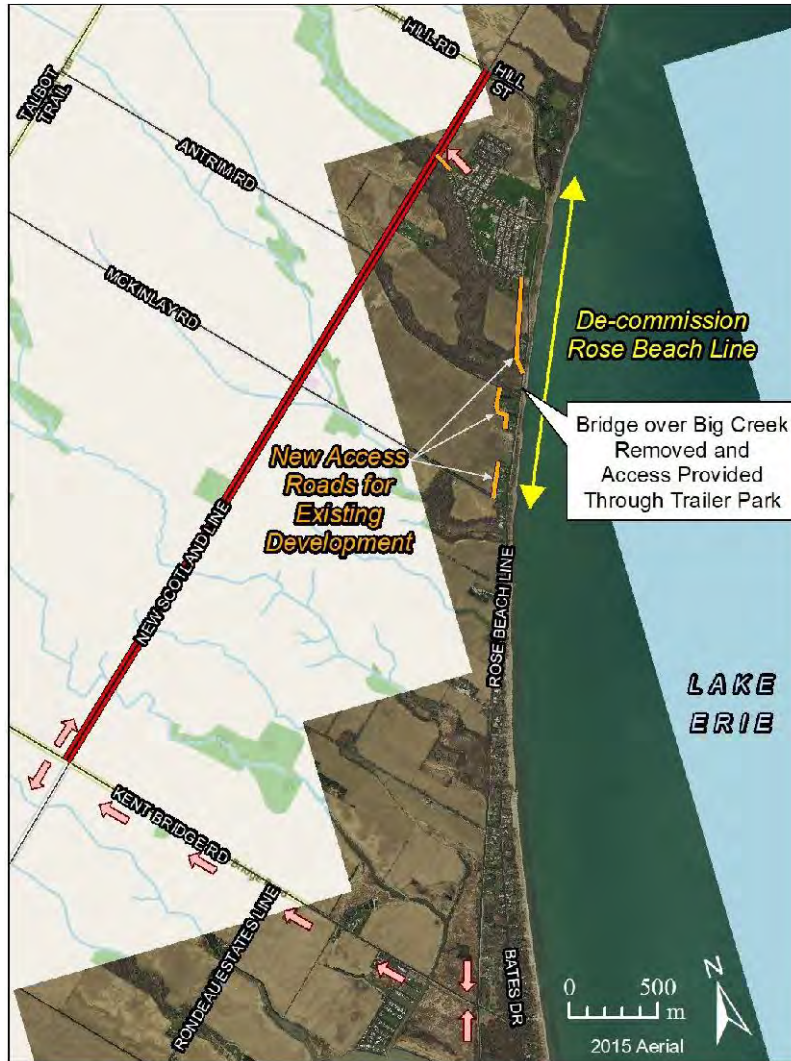 HILL RD
HILL
ST
TALBOT
TRAIL
ANTRIM RD
MCKINLAY RD
De-commission
Rose Beach Line
Bridge over Big Creek
Removed and
Access Provided
Through Trailer Park
New Access
Roads for
Existing
Development
NEW SCOTLAND LINE
ROSE BEACH LINE
LAKE
ERIE
KENT BRIDGE RD
RONDEAU ESTATES LINE
BATES DR
0 500
m
N
2015 Aerial